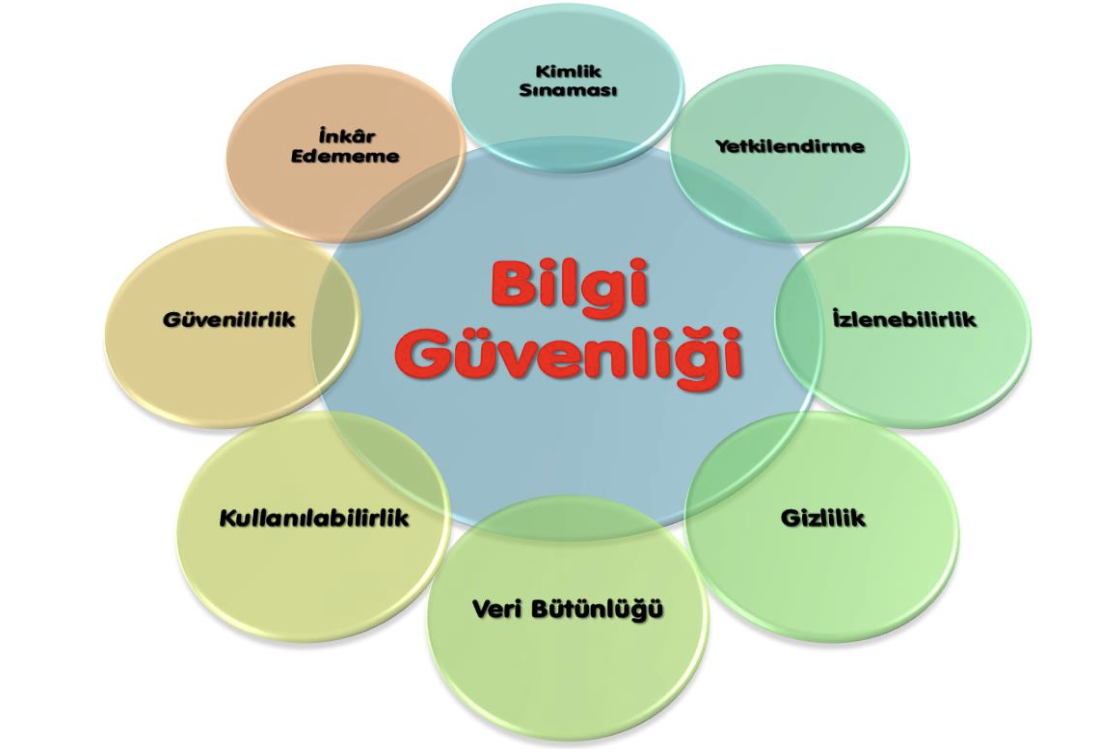 Kimlik
Sınaması
Yetkilendirme
İzlenebilirlik
Gizlilik
Veri Bütünlüğü
Kullanılabilirlik
Güvenilirlik
İnkâr
Edememe
Bilgi
Güvenliği